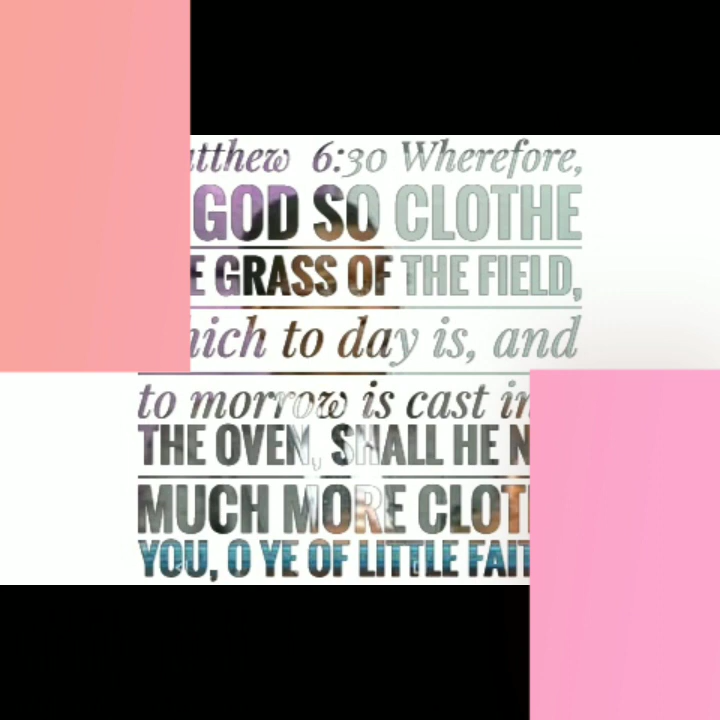 tthew 6:30 Wherefore,
GOD SO CLOTHE
E GRASS OF THE FIELD,
hich to day is, and
to morrow is cast in
THE OVEN, SHALL HE N
MUCH MORE CLOT
YOU, O YE OF LITTLE FAIT